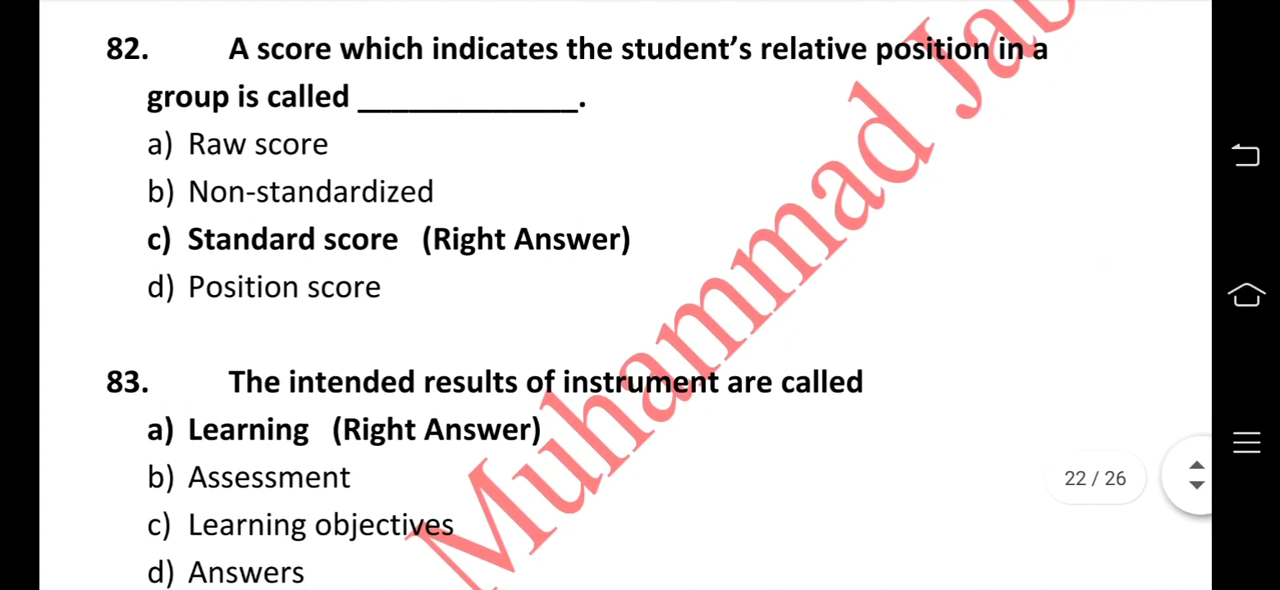 82. A score which indicates the student’s relative position in a
group is called _____________.
a) Raw score
b) Non-standardized
c) Standard score (Right Answer)
d) Position score
83. The intended results of instrument are called
a) Learning (Right Answer)
b) Assessment
c) Learning objectives
d) Answers
22 / 26
Muhammad